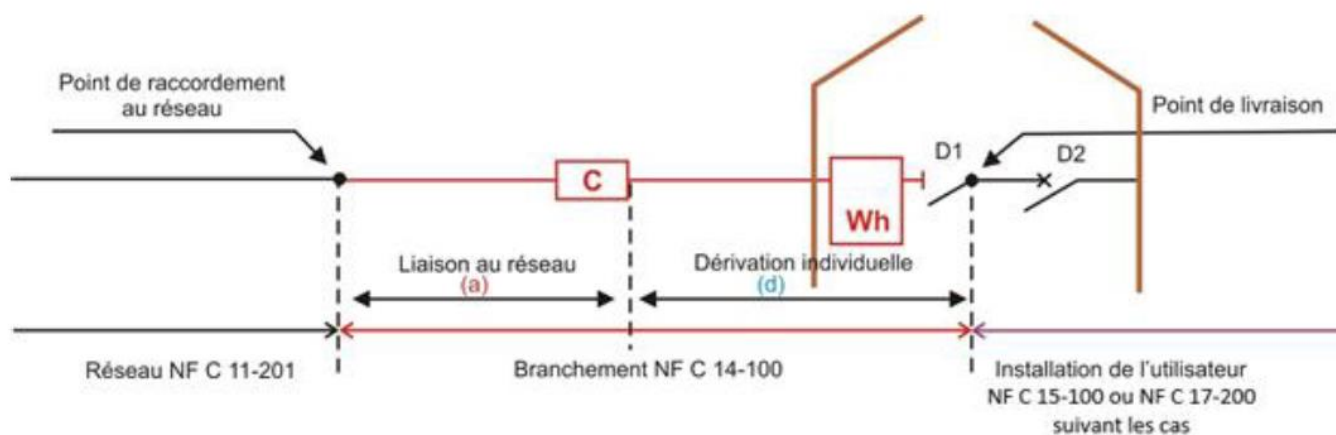 Point de raccordement
au réseau
Point de livraison
D1
D2
C
Wh
Liaison au réseau
(a)
Dérivation individuelle
(d)
Réseau NF C 11-201
Branchement NF C 14-100
Installation de l'utilisateur
NF C 15-100 ou NF C 17-200
suivant les cas